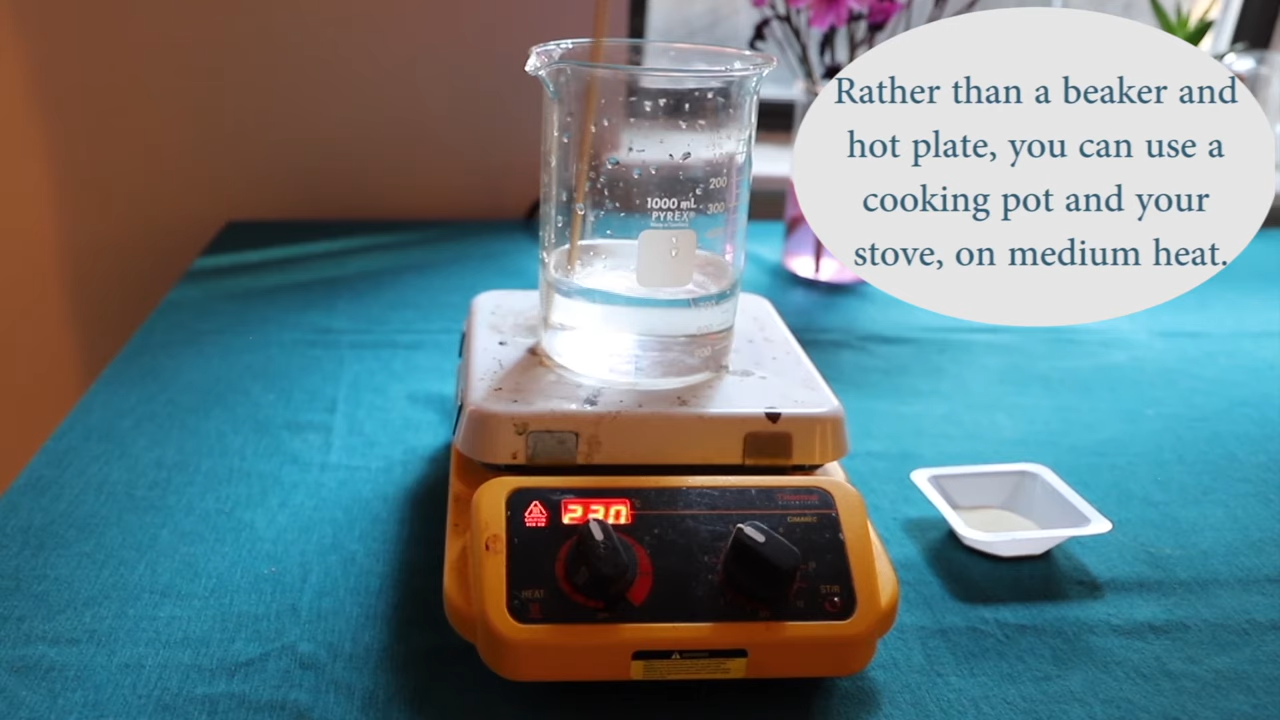 Rather than a beaker and
hot plate, you can use a
cooking pot and your
stove, on medium heat.
200
1000 mL
300
PYREX®
230
HEAT
STIR